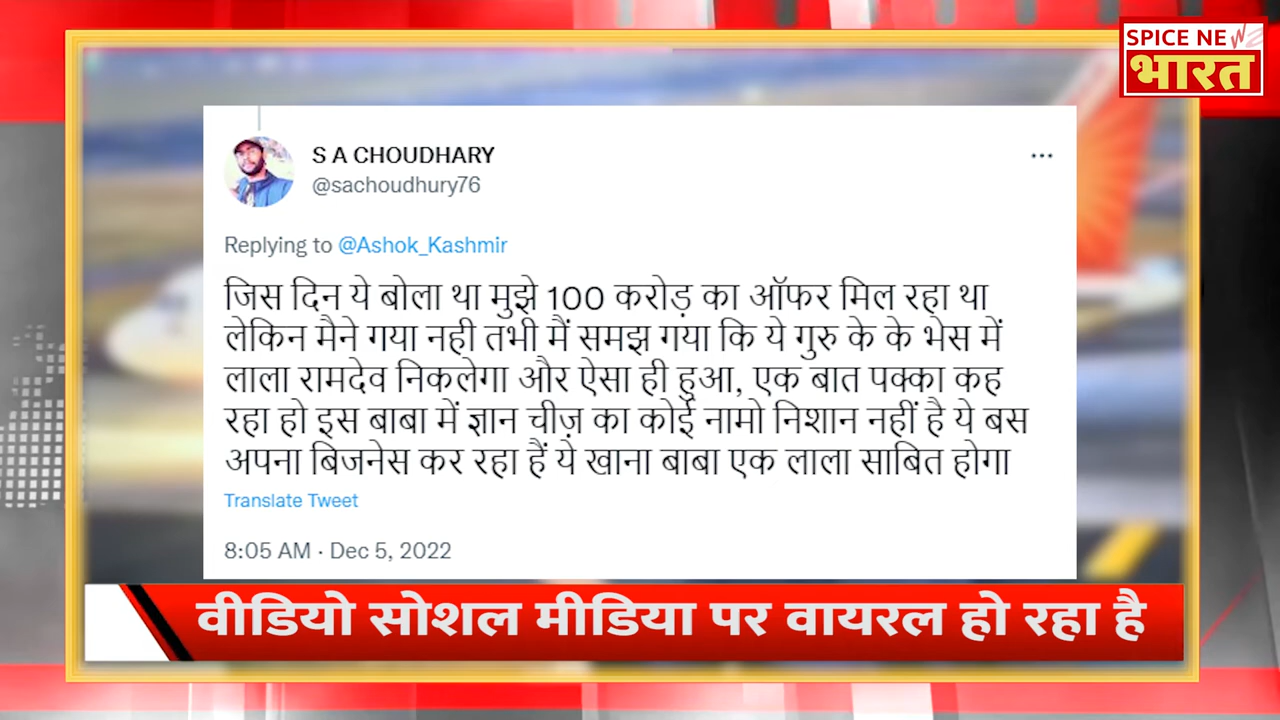 SPICE NEWZ
भारत
S A CHOUDHARY
@sachoudhury76
Replying to @Ashok_Kashmir
जिस दिन ये बोला था मुझे 100 करोड़ का ऑफर मिल रहा था
लेकिन मैने गया नही तभी मैं समझ गया कि ये गुरु के के भेस में
लाला रामदेव निकलेगा और ऐसा ही हुआ, एक बात पक्का कह
रहा हो इस बाबा में ज्ञान चीज़ का कोई नामो निशान नहीं है ये बस
अपना बिजनेस कर रहा हैं ये खाना बाबा एक लाला साबित होगा
Translate Tweet
8:05 AM · Dec 5, 2022
वीडियो सोशल मीडिया पर वायरल हो रहा है